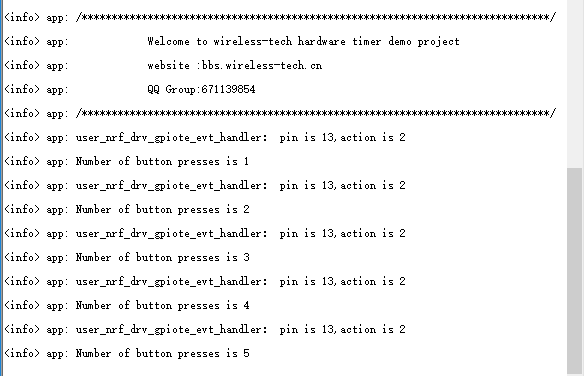 <info> app: /******************************************************************************/
<info> app:             Welcome to wireless-tech hardware timer demo project
<info> app:             website :bbs.wireless-tech.cn
<info> app:             QQ Group:671139854
<info> app: /******************************************************************************/
<info> app: user_nrf_drv_gpiote_evt_handler:  pin is 13,action is 2
<info> app: Number of button presses is 1
<info> app: user_nrf_drv_gpiote_evt_handler:  pin is 13,action is 2
<info> app: Number of button presses is 2
<info> app: user_nrf_drv_gpiote_evt_handler:  pin is 13,action is 2
<info> app: Number of button presses is 3
<info> app: user_nrf_drv_gpiote_evt_handler:  pin is 13,action is 2
<info> app: Number of button presses is 4
<info> app: user_nrf_drv_gpiote_evt_handler:  pin is 13,action is 2
<info> app: Number of button presses is 5